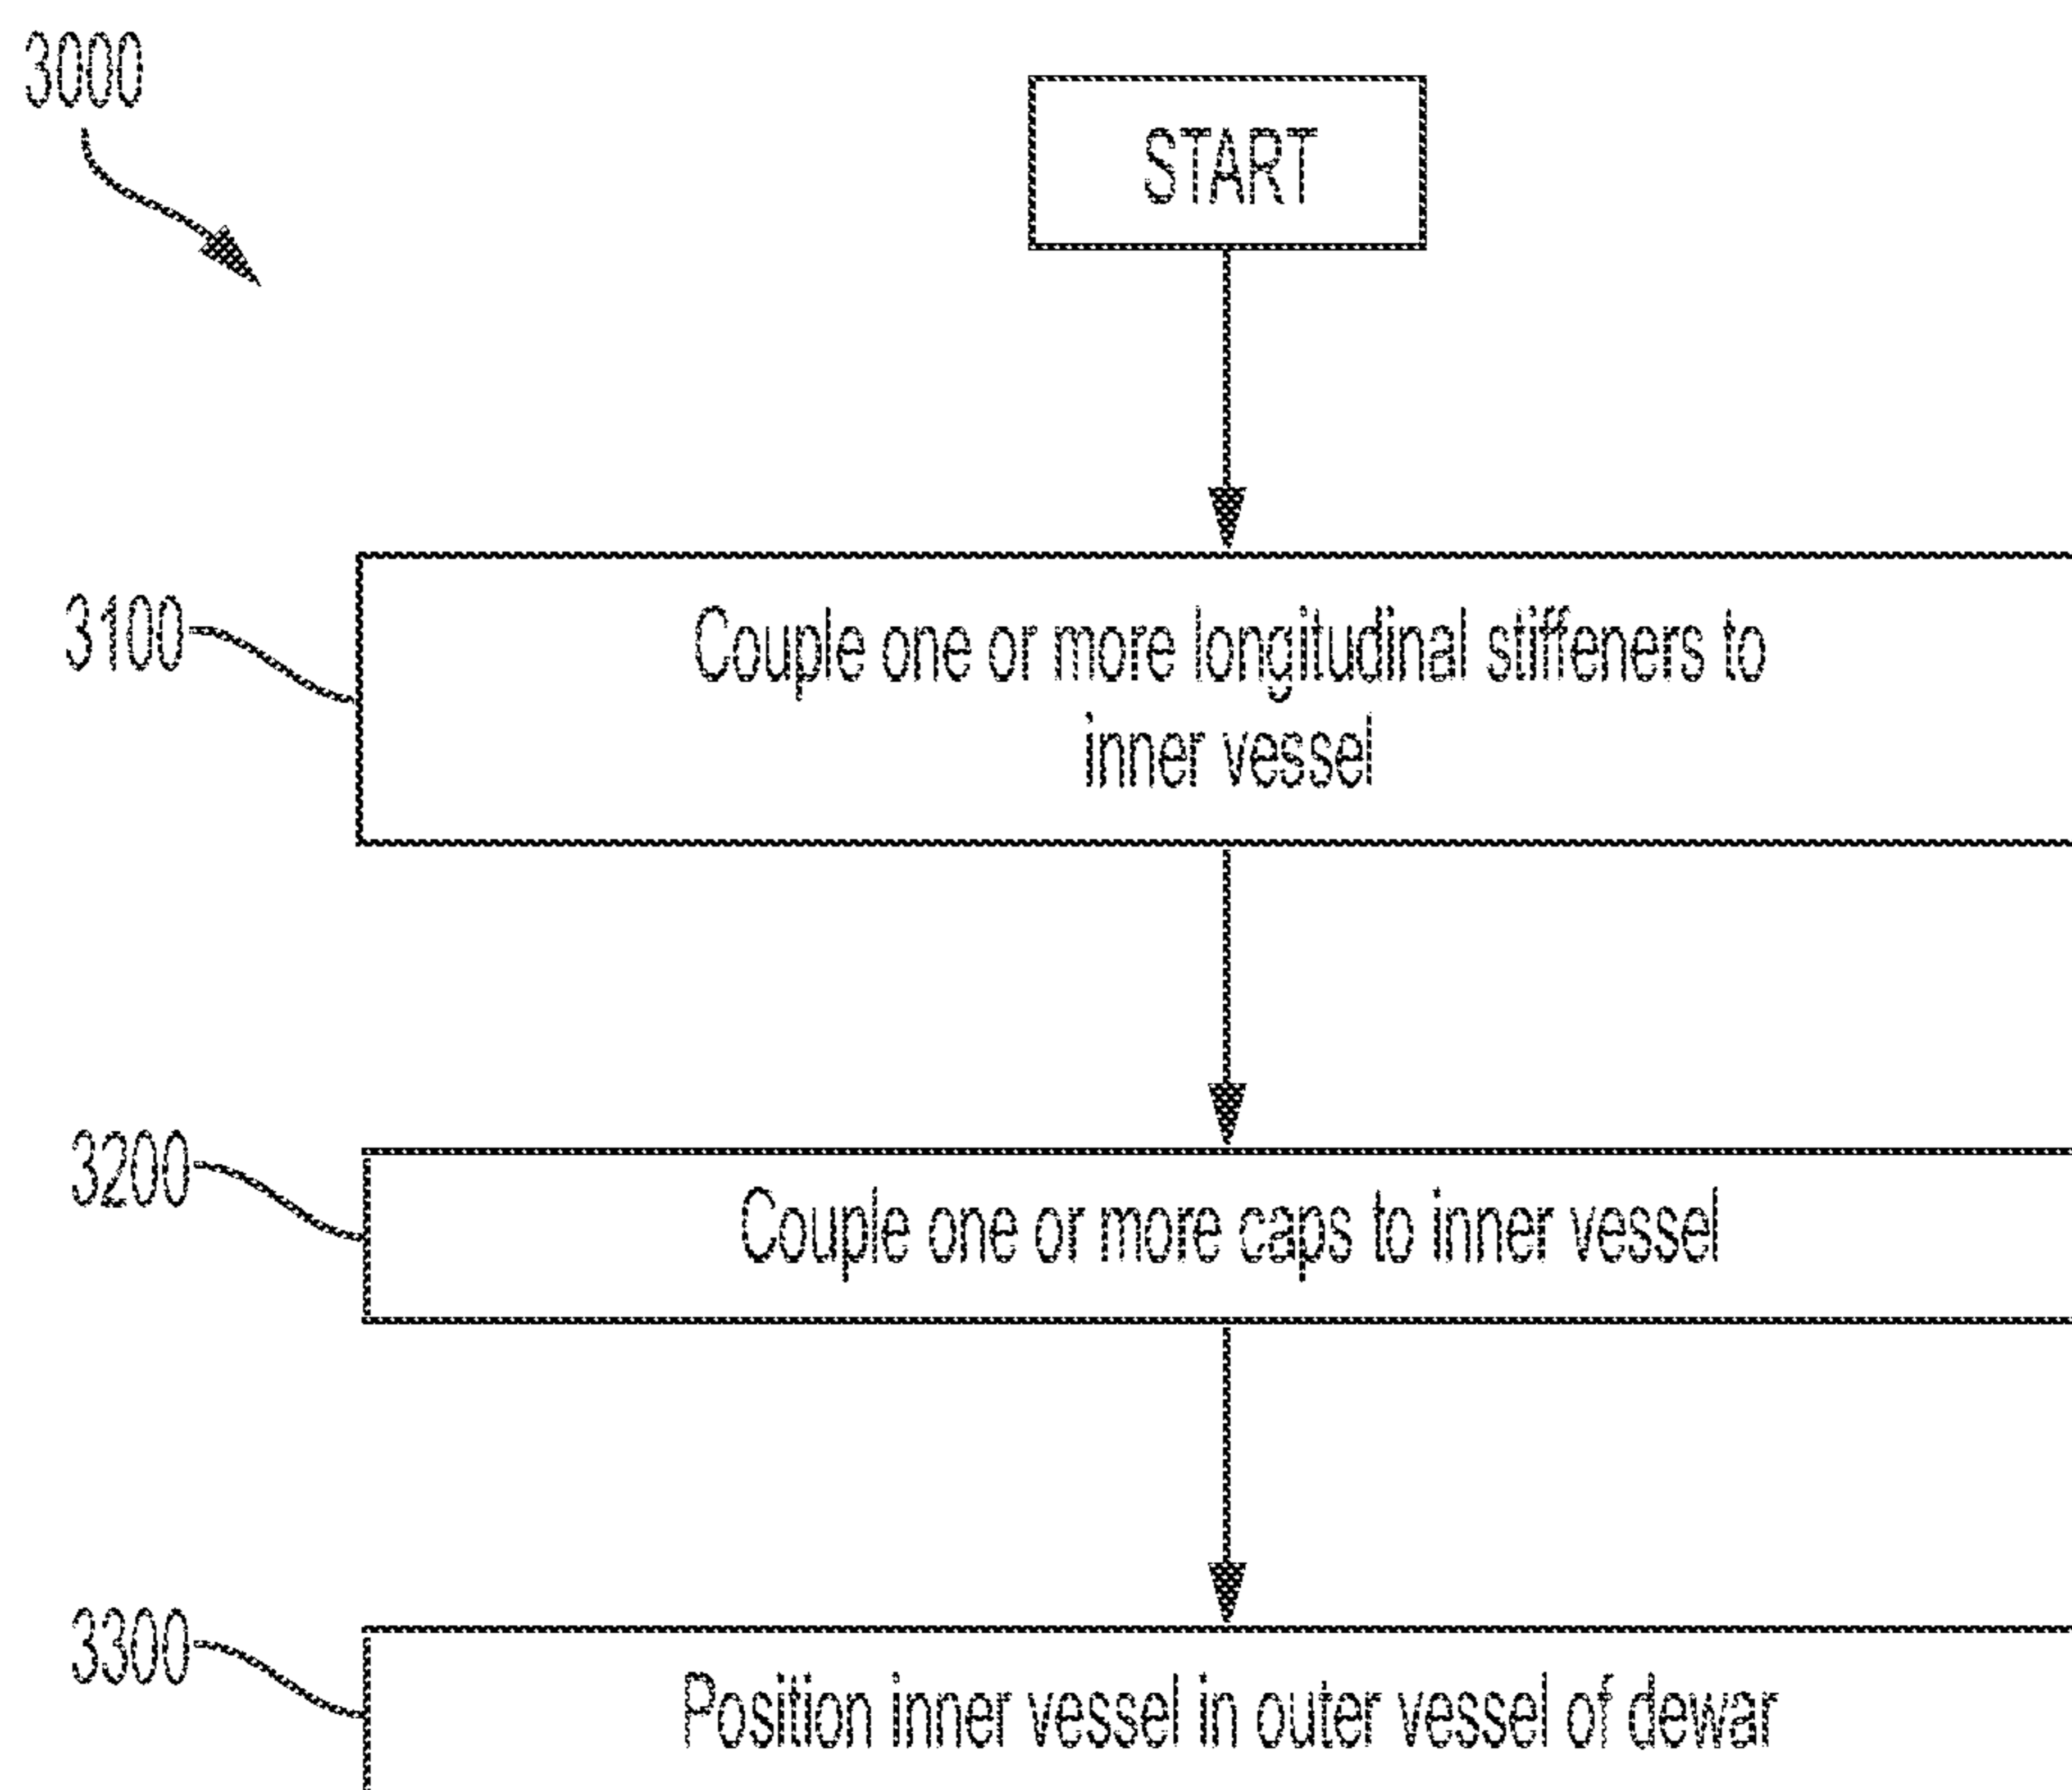 3000
START
3100
Couple one or more longitudinal stiffeners to
inner vessel
3200
Couple one or more caps to inner vessel
3300
Position inner vessel in outer vessel of dewar